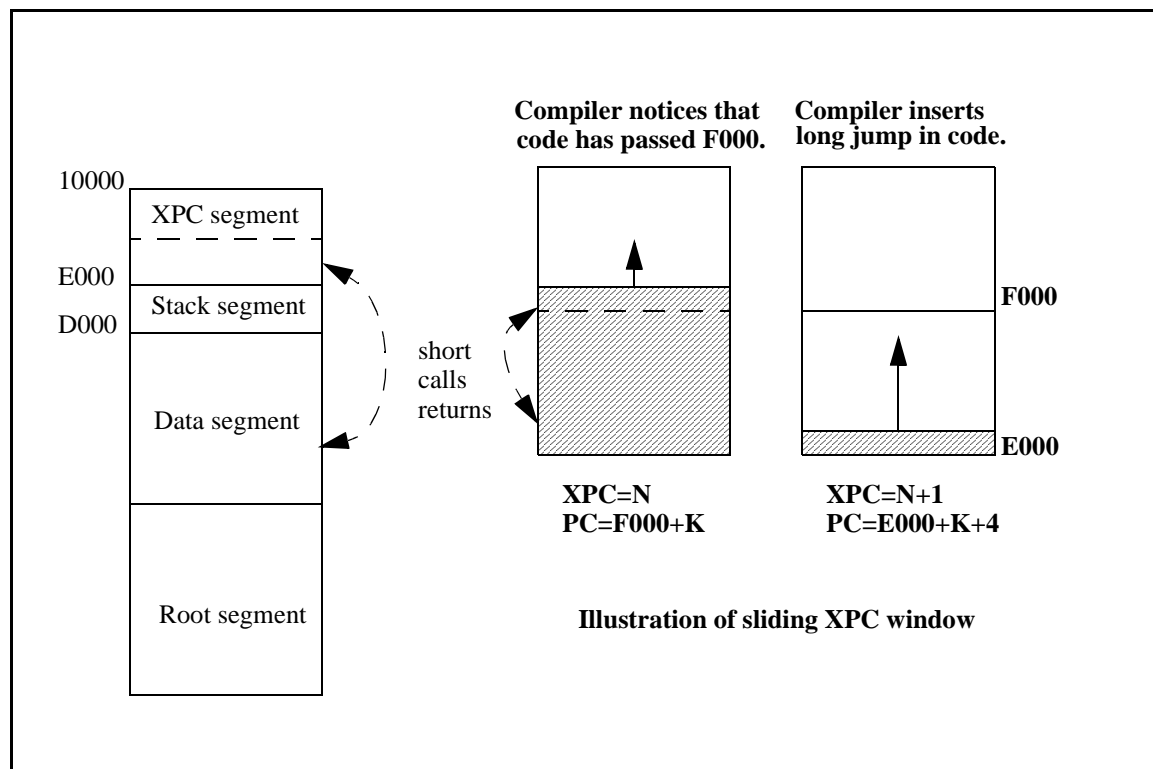 Compiler notices that
code has passed F000.
Compiler inserts
long jump in code.
10000
XPC segment
E000
Stack segment
D000
Data segment
Root segment
short
calls
returns
F000
E000
XPC=N
PC=F000+K
XPC=N+1
PC=E000+K+4
Illustration of sliding XPC window